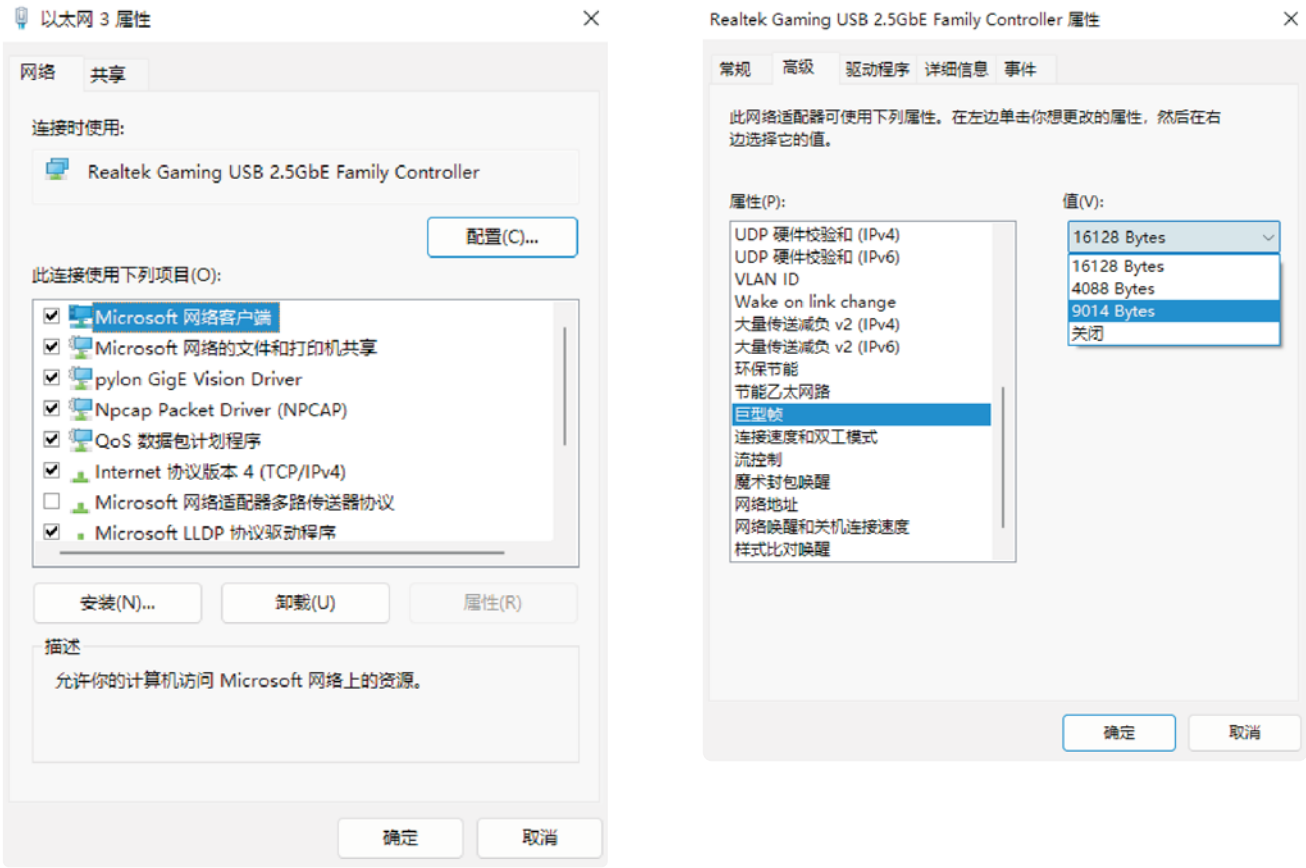 以太网 3 属性
网络
共享
连接时使用:
Realtek Gaming USB 2.5GbE Family Controller
配置(C)...
此连接使用下列项目(O):
Microsoft 网络客户端
Microsoft 网络的文件和打印机共享
pylon GigE Vision Driver
Npcap Packet Driver (NPCAP)
QoS 数据包计划程序
Internet 协议版本 4 (TCP/IPv4)
Microsoft 网络适配器多路传送器协议
Microsoft LLDP 协议驱动程序
安装(N)...
卸载(U)
属性(R)
描述
允许你的计算机访问 Microsoft 网络上的资源。
确定
取消
Realtek Gaming USB 2.5GbE Family Controller 属性
常规
高级
驱动程序
详细信息
事件
此网络适配器可使用下列属性。在左边单击你想更改的属性，然后在右
边选择它的值。
属性(P):
UDP 硬件校验和 (IPv4)
UDP 硬件校验和 (IPv6)
VLAN ID
Wake on link change
大量传送减负 v2 (IPv4)
大量传送减负 v2 (IPv6)
环保节能
节能乙太网路
巨型帧
连接速度和双工模式
流控制
魔术封包唤醒
网络地址
网络唤醒和关机连接速度
样式比对唤醒
值(V):
16128 Bytes
16128 Bytes
4088 Bytes
9014 Bytes
关闭
确定
取消